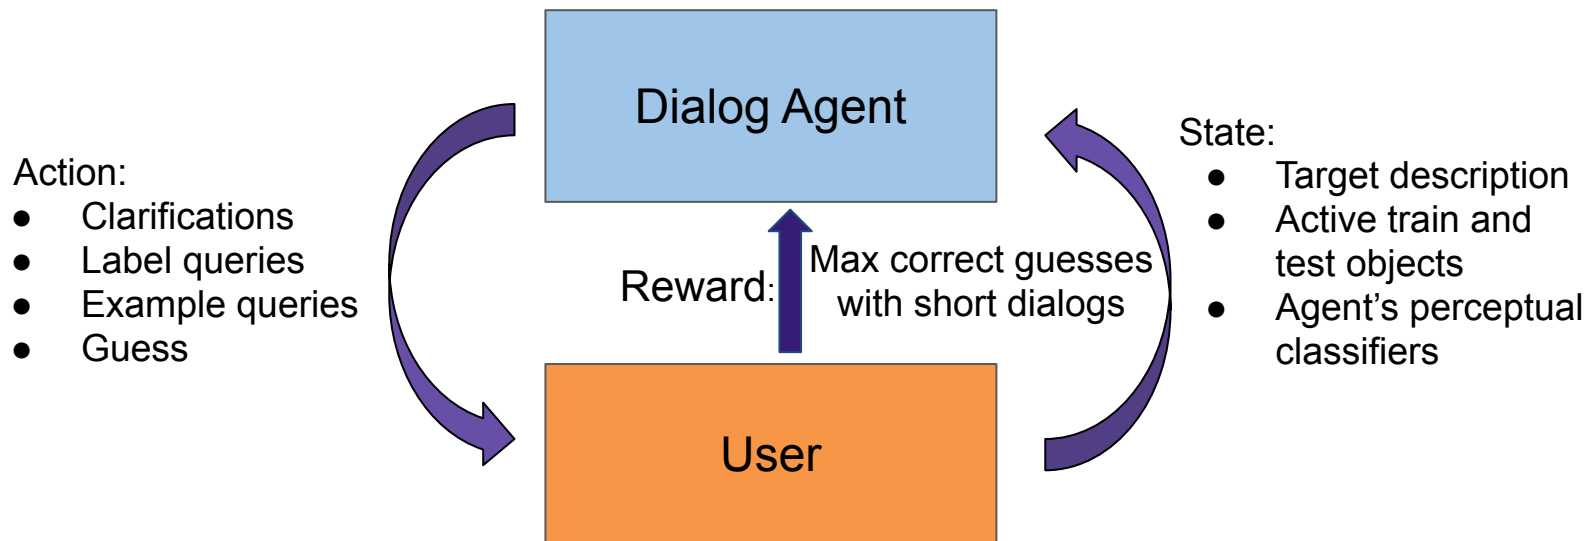 Dialog Agent
Action:
● Clarifications
● Label queries
● Example queries
● Guess
Reward:
Max correct guesses
with short dialogs
State:
● Target description
● Active train and
test objects
● Agent’s perceptual
classifiers
User